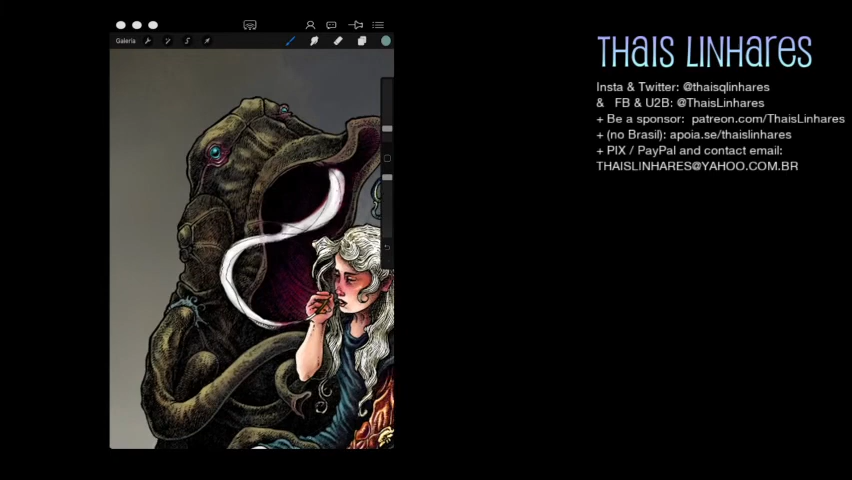 Galeria
THAIS LINHARES
Insta & Twitter: @thaisqlinhares
& FB & U2B: @ThaisLinhares
+ Be a sponsor: patreon.com/ThaisLinhares
+ (no Brasil): apoia.se/thaislinhares
+ PIX / PayPal and contact email:
THAISLINHARES@YAHOO.COM.BR